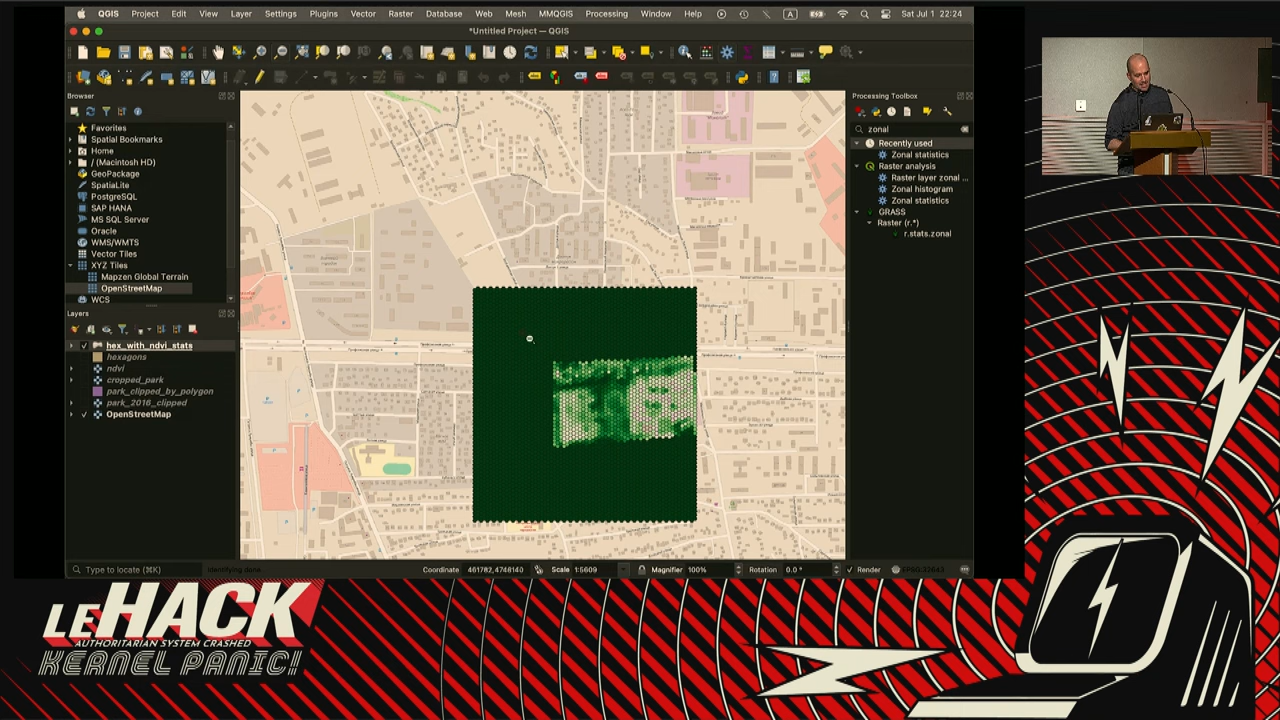 QGIS Project Edit View Layer Settings Plugins Vector Raster Database Web Mesh MMQGIS Processing Window Help
A
Sat Jul 1 22:24
*Untitled Project — QGIS
Browser
Favorites
Spatial Bookmarks
Home
/ (Macintosh HD)
GeoPackage
SpatiaLite
PostgreSQL
SAP HANA
MS SQL Server
Oracle
WMS/WMTS
Vector Tiles
XYZ Tiles
Mapzen Global Terrain
OpenStreetMap
WCS
Layers
hex_with_ndvi_stats
hexagons
ndvi
cropped_park
park_clipped_by_polygon
park_2016_clipped
OpenStreetMap
Processing Toolbox
zonal
Recently used
Zonal statistics
Raster analysis
Raster layer zonal ...
Zonal histogram
Zonal statistics
GRASS
Raster (r.*)
r.stats.zonal
Type to locate (⌘K)
Identifying done
Coordinate 461782,4746140
Scale 1:5609
Magnifier 100%
Rotation 0.0 °
Render
LEHACK
AUTHORITARIAN SYSTEM CRASHED
KERNEL PANIC!